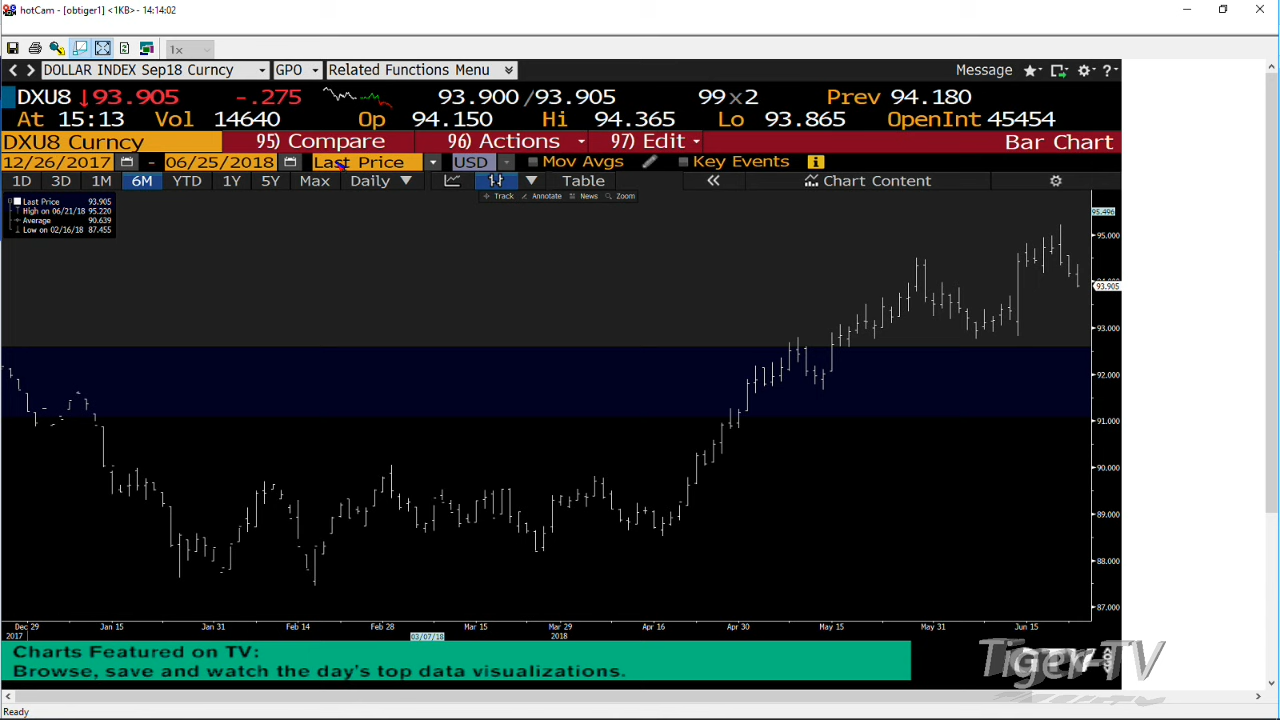 hotCam - [obtiger1] <1KB> - 14:14:02
1x
DOLLAR INDEX Sep18 Curncy GPO Related Functions Menu Message
DXU8 ↓93.905 -.275 93.900/93.905 99x2 Prev 94.180
At 15:13 Vol 14640 Op 94.150 Hi 94.365 Lo 93.865 OpenInt 45454
DXU8 Curncy 95) Compare 96) Actions 97) Edit Bar Chart
12/26/2017 - 06/25/2018 Last Price USD Mov Avgs Key Events
1D 3D 1M 6M YTD 1Y 5Y Max Daily Table Chart Content
Track Annotate News Zoom
Last Price 93.905
High on 06/21/18 95.220
Average 90.639
Low on 02/16/18 87.455
95.496
95.000
93.905
93.000
92.000
91.000
90.000
89.000
88.000
87.000
Dec 29 Jan 15 Jan 31 Feb 14 Feb 28 Mar 15 Mar 29 Apr 16 Apr 30 May 15 May 31 Jun 15
2017 03/07/18 2018
Charts Featured on TV:
Browse, save and watch the day's top data visualizations.
Tiger-TV
Ready